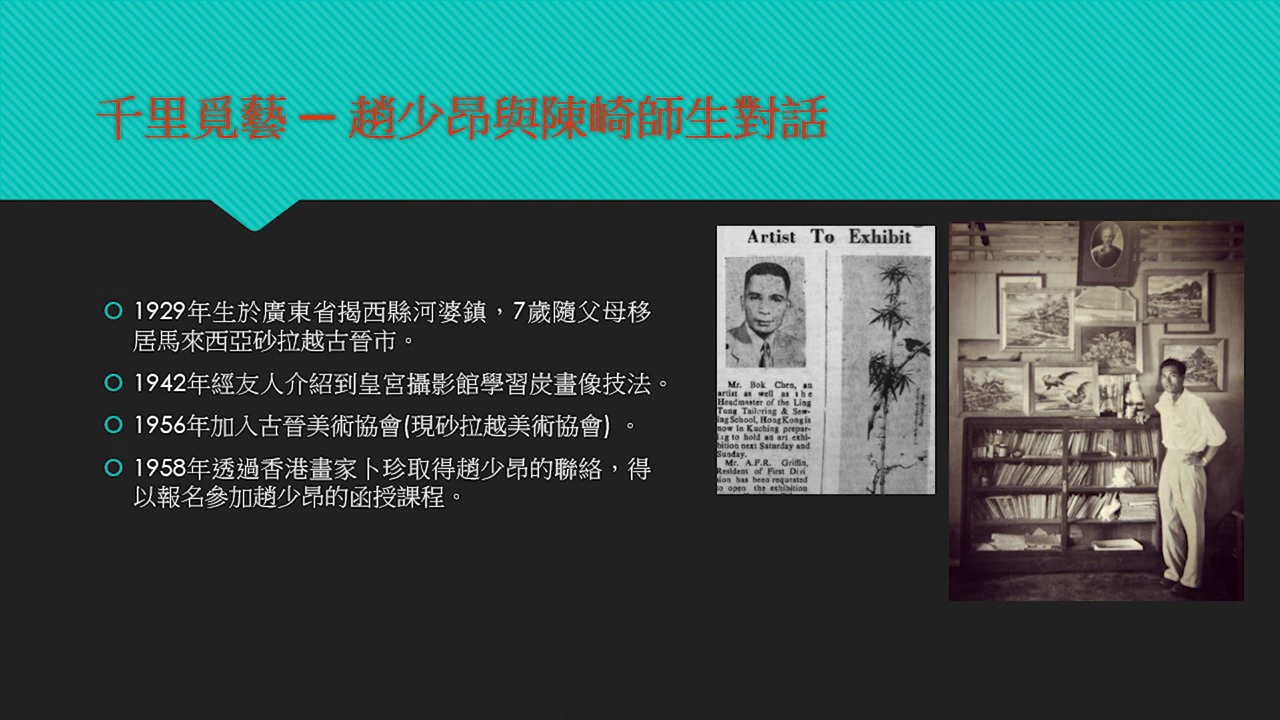 千里覓藝 – 趙少昂與陳崎師生對話
1929年生於廣東省揭西縣河婆鎮，7歲隨父母移
居馬來西亞砂拉越古晉市。
1942年經友人介紹到皇宮攝影館學習炭畫像技法。
1956年加入古晉美術協會(現砂拉越美術協會) 。
1958年透過香港畫家卜珍取得趙少昂的聯絡，得
以報名參加趙少昂的函授課程。
Artist To Exhibit
Mr. Bok Chen, an
artist as well as the
Headmaster of the Ling
Tung Tailoring & Sew-
ing School, Hong Kong is
now in Kuching prepar-
ing to hold an art exhi-
bition next Saturday and
Sunday.
Mr. A.F.R. Griffin,
Resident of First Divi
sion has been requested
to open the exhibition